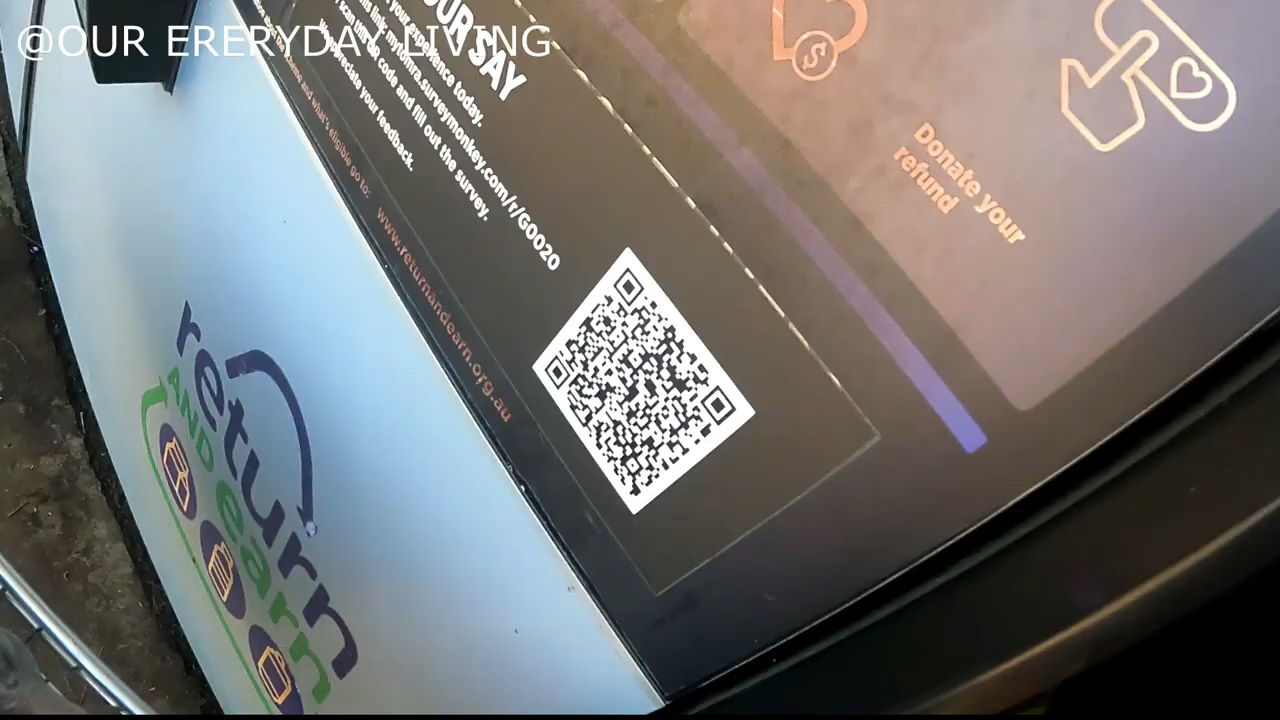 @OUR ERERYDAY LIVING
OUR SAY
your experience today.
link: mytomra.surveymonkey.com/r/G0020
scan the QR code and fill out the survey.
appreciate your feedback.
and what's eligible go to: www.returnandearn.org.au
$
Donate your
refund
return
AND earn